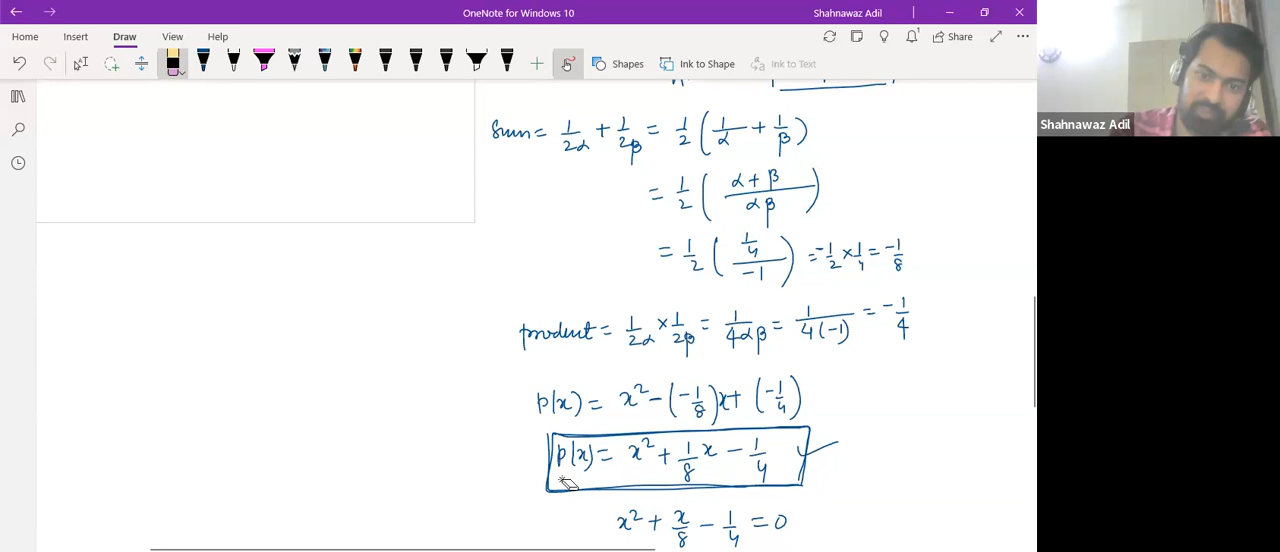 OneNote for Windows 10
Shahnawaz Adil
Home Insert Draw View Help
Share
Shapes Ink to Shape Ink to Text
Shahnawaz Adil
Sum = 1/2α + 1/2β = 1/2 (1/α + 1/β)
= 1/2 ( α + β / αβ )
= 1/2 ( 1/4 / -1 ) = -1/2 × 1/4 = -1/8
product = 1/2α × 1/2β = 1/4αβ = 1/4(-1) = -1/4
p(x) = x² - (-1/8)x + (-1/4)
p(x) = x² + 1/8 x - 1/4
x² + x/8 - 1/4 = 0